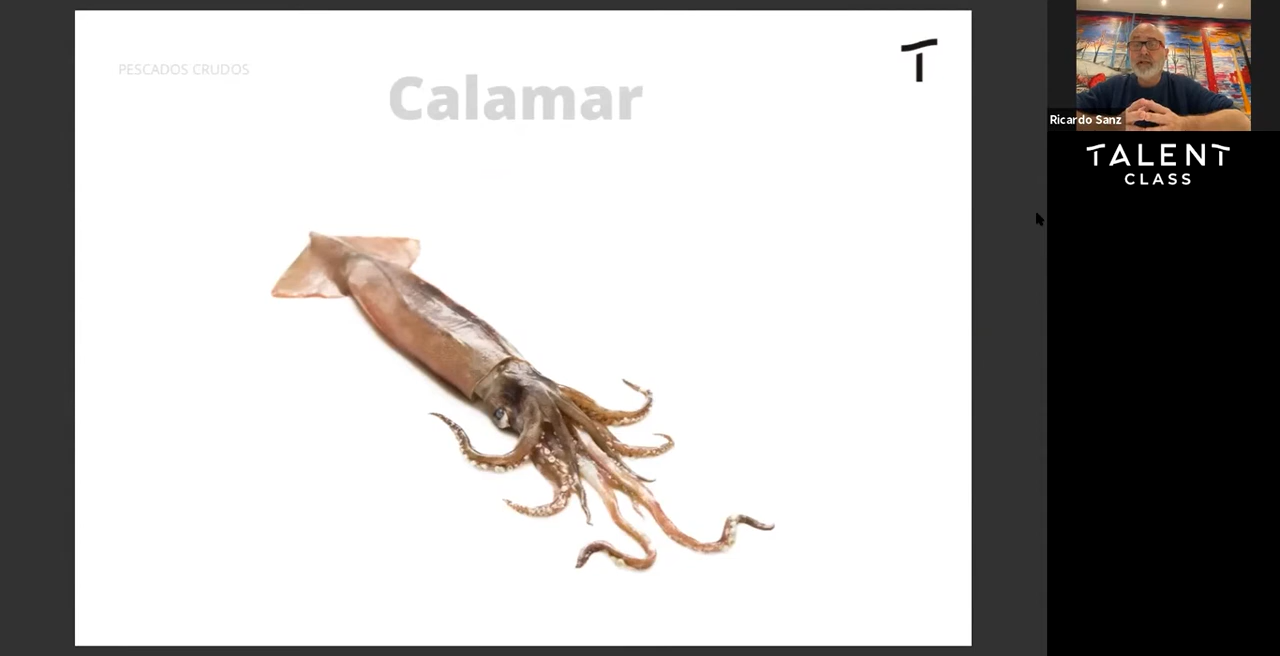 PESCADOS CRUDOS
T
Calamar
Ricardo Sanz
TALENT
CLASS